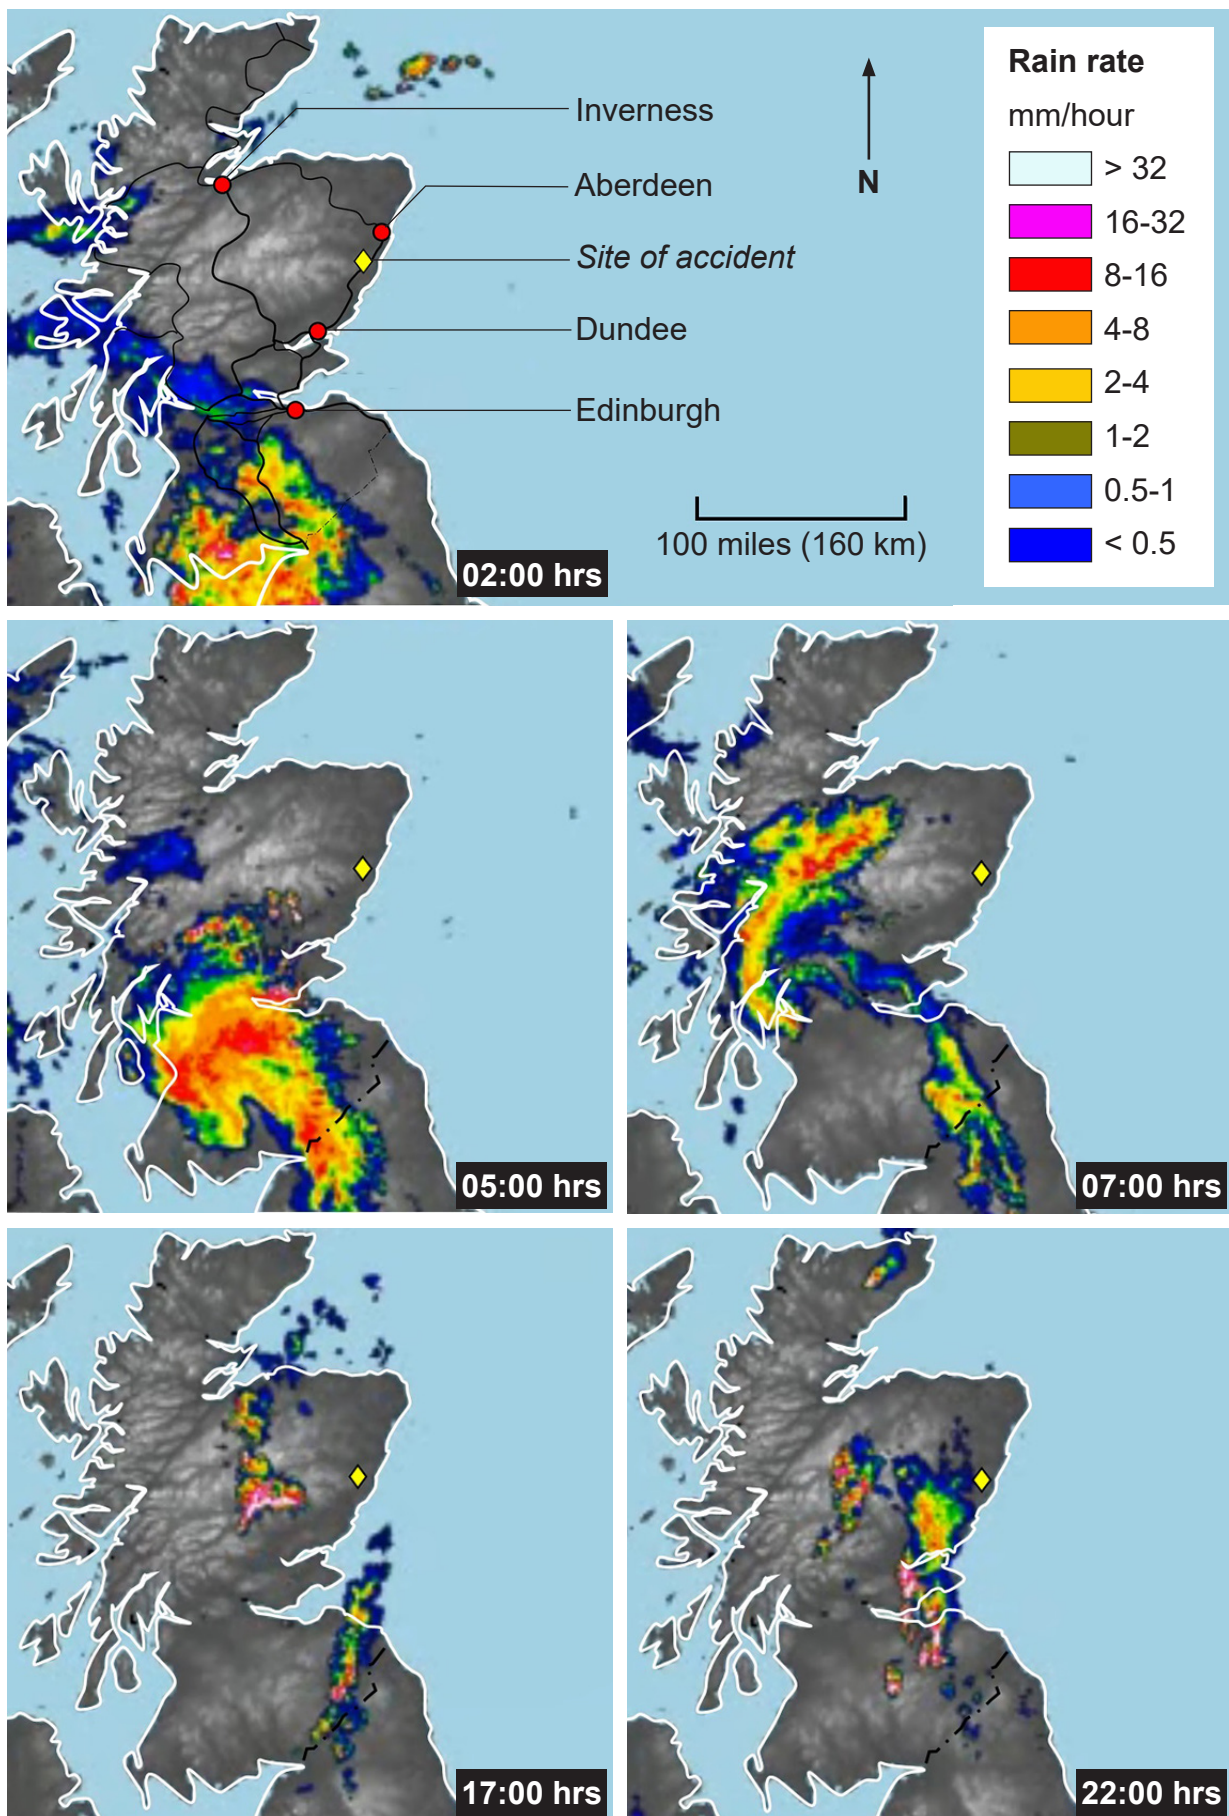 Inverness
Aberdeen
Site of accident
Dundee
Edinburgh
N
100 miles (160 km)
02:00 hrs
Rain rate
mm/hour
> 32
16-32
8-16
4-8
2-4
1-2
0.5-1
< 0.5
05:00 hrs
07:00 hrs
17:00 hrs
22:00 hrs